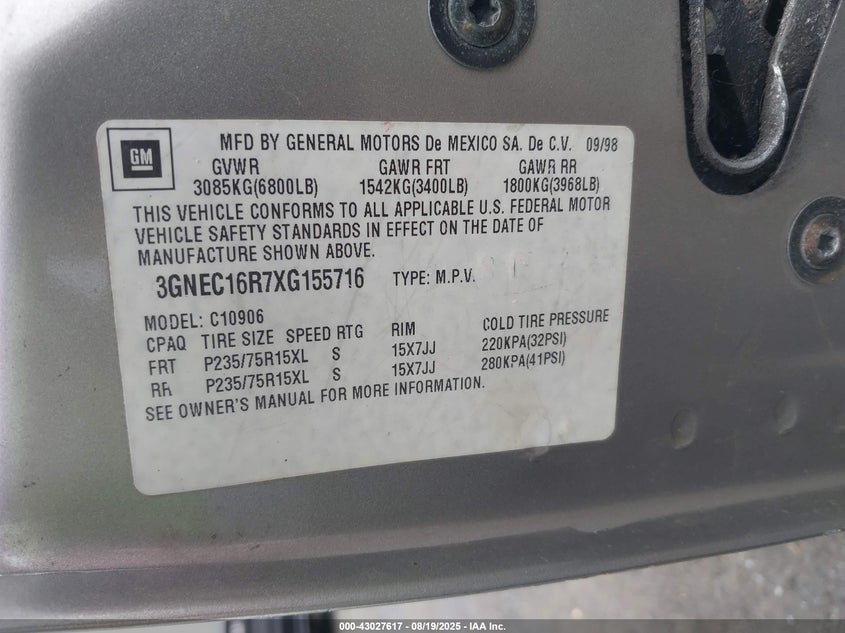 GM
MFD BY GENERAL MOTORS De MEXICO SA. De C.V. 09/98
GVWR GAWR FRT GAWR RR
3085KG(6800LB) 1542KG(3400LB) 1800KG(3968LB)
THIS VEHICLE CONFORMS TO ALL APPLICABLE U.S. FEDERAL MOTOR
VEHICLE SAFETY STANDARDS IN EFFECT ON THE DATE OF
MANUFACTURE SHOWN ABOVE.
3GNEC16R7XG155716 TYPE: M.P.V.
MODEL: C10906
CPAQ TIRE SIZE SPEED RTG RIM COLD TIRE PRESSURE
FRT P235/75R15XL S 15X7JJ 220KPA(32PSI)
RR P235/75R15XL S 15X7JJ 280KPA(41PSI)
SEE OWNER'S MANUAL FOR MORE INFORMATION.
000-43027617 - 08/19/2025 - IAA Inc.